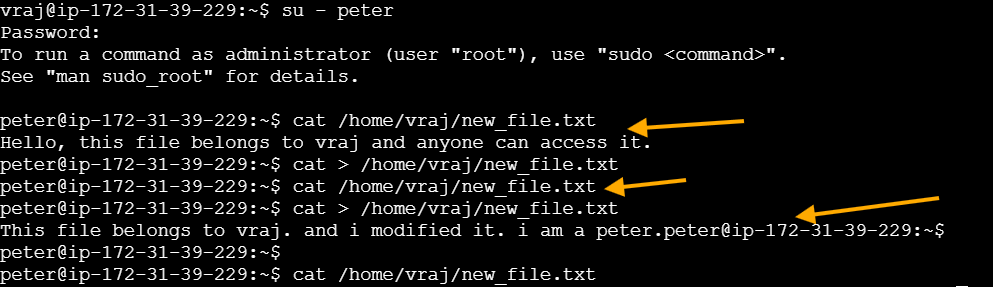 vraj@ip-172-31-39-229:~$ su - peter
Password:
To run a command as administrator (user "root"), use "sudo <command>".
See "man sudo_root" for details.
peter@ip-172-31-39-229:~$ cat /home/vraj/new_file.txt
Hello, this file belongs to vraj and anyone can access it.
peter@ip-172-31-39-229:~$ cat > /home/vraj/new_file.txt
peter@ip-172-31-39-229:~$ cat /home/vraj/new_file.txt
peter@ip-172-31-39-229:~$ cat > /home/vraj/new_file.txt
This file belongs to vraj. and i modified it. i am a peter.peter@ip-172-31-39-229:~$
peter@ip-172-31-39-229:~$
peter@ip-172-31-39-229:~$ cat /home/vraj/new_file.txt